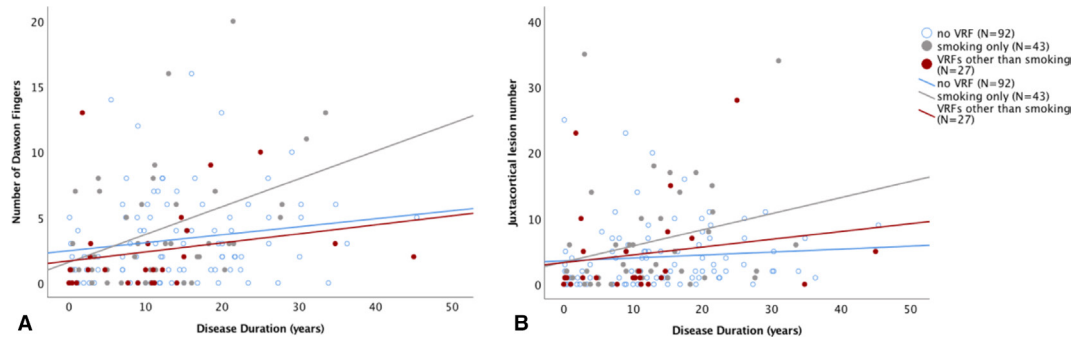 20
15
10
5
0
Number of Dawson Fingers
0 10 20 30 40 50
Disease Duration (years)
A
40
30
20
10
0
Juxtacortical lesion number
0 10 20 30 40 50
Disease Duration (years)
B
no VRF (N=92)
smoking only (N=43)
VRFs other than smoking
(N=27)
no VRF (N=92)
smoking only (N=43)
VRFs other than smoking
(N=27)